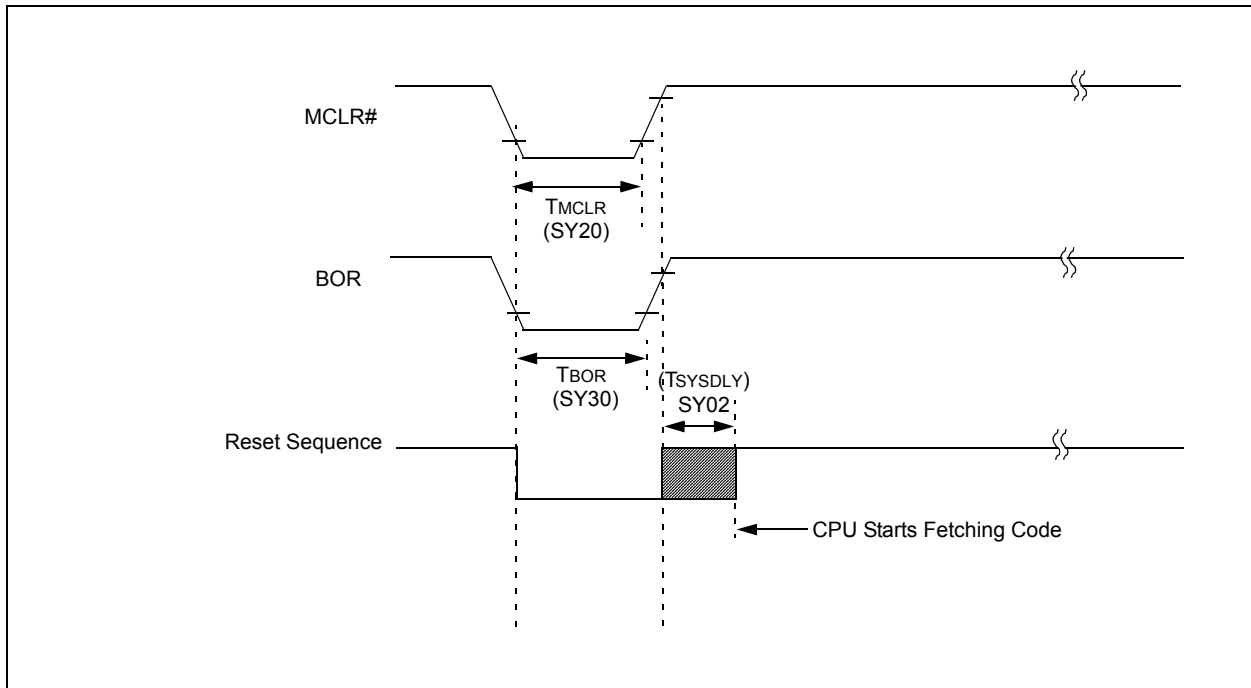 MCLR#
TMCLR
(SY20)
BOR
TBOR
(SY30)
(TSYSDLY)
SY02
Reset Sequence
CPU Starts Fetching Code